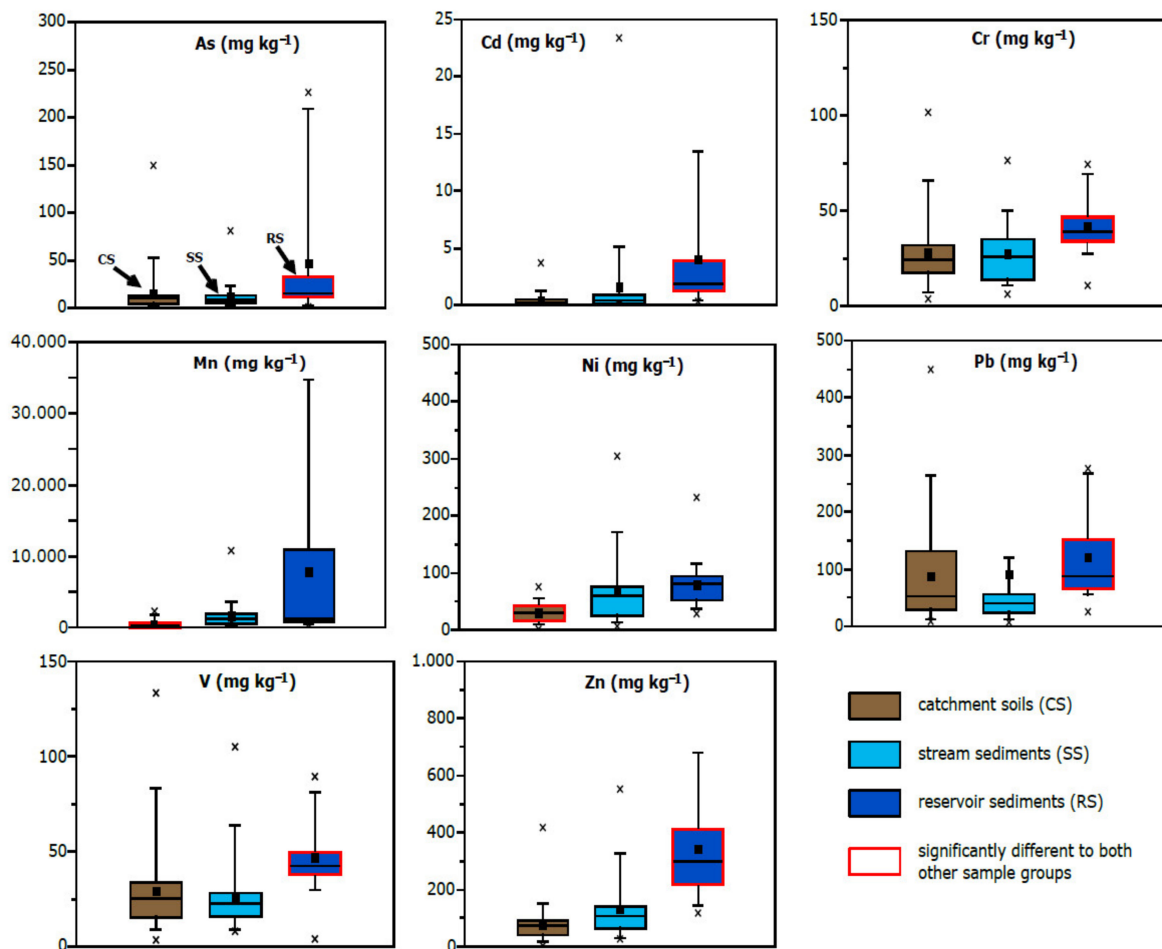 As (mg kg⁻¹)
300
250
200
150
100
50
0
CS
SS
RS
Cd (mg kg⁻¹)
25
20
15
10
5
0
Cr (mg kg⁻¹)
150
100
50
0
Mn (mg kg⁻¹)
40.000
30.000
20.000
10.000
0
Ni (mg kg⁻¹)
500
400
300
200
100
0
Pb (mg kg⁻¹)
500
400
300
200
100
0
V (mg kg⁻¹)
150
100
50
0
Zn (mg kg⁻¹)
1.000
800
600
400
200
0
catchment soils (CS)
stream sediments (SS)
reservoir sediments (RS)
significantly different to both
other sample groups